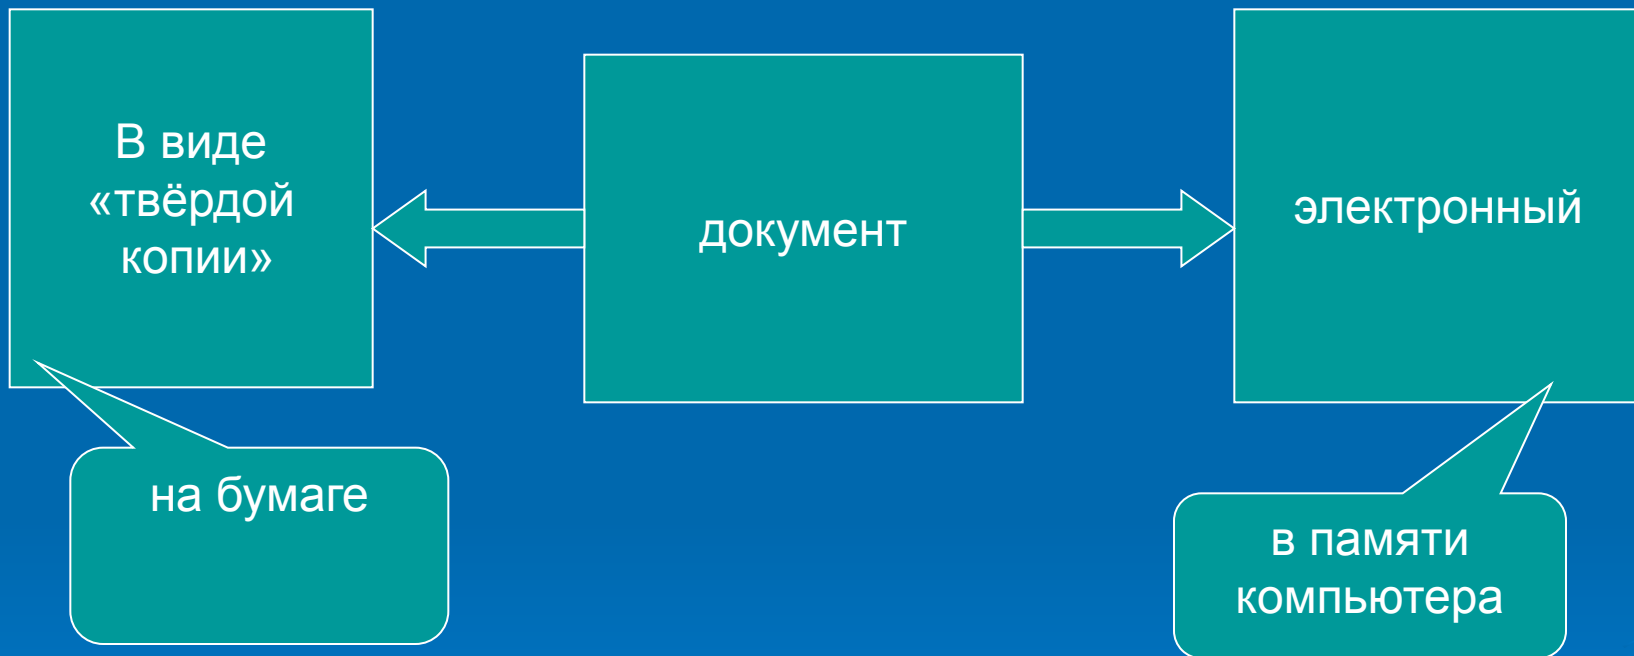 В виде
«твёрдой
копии»
документ
электронный
на бумаге
в памяти
компьютера